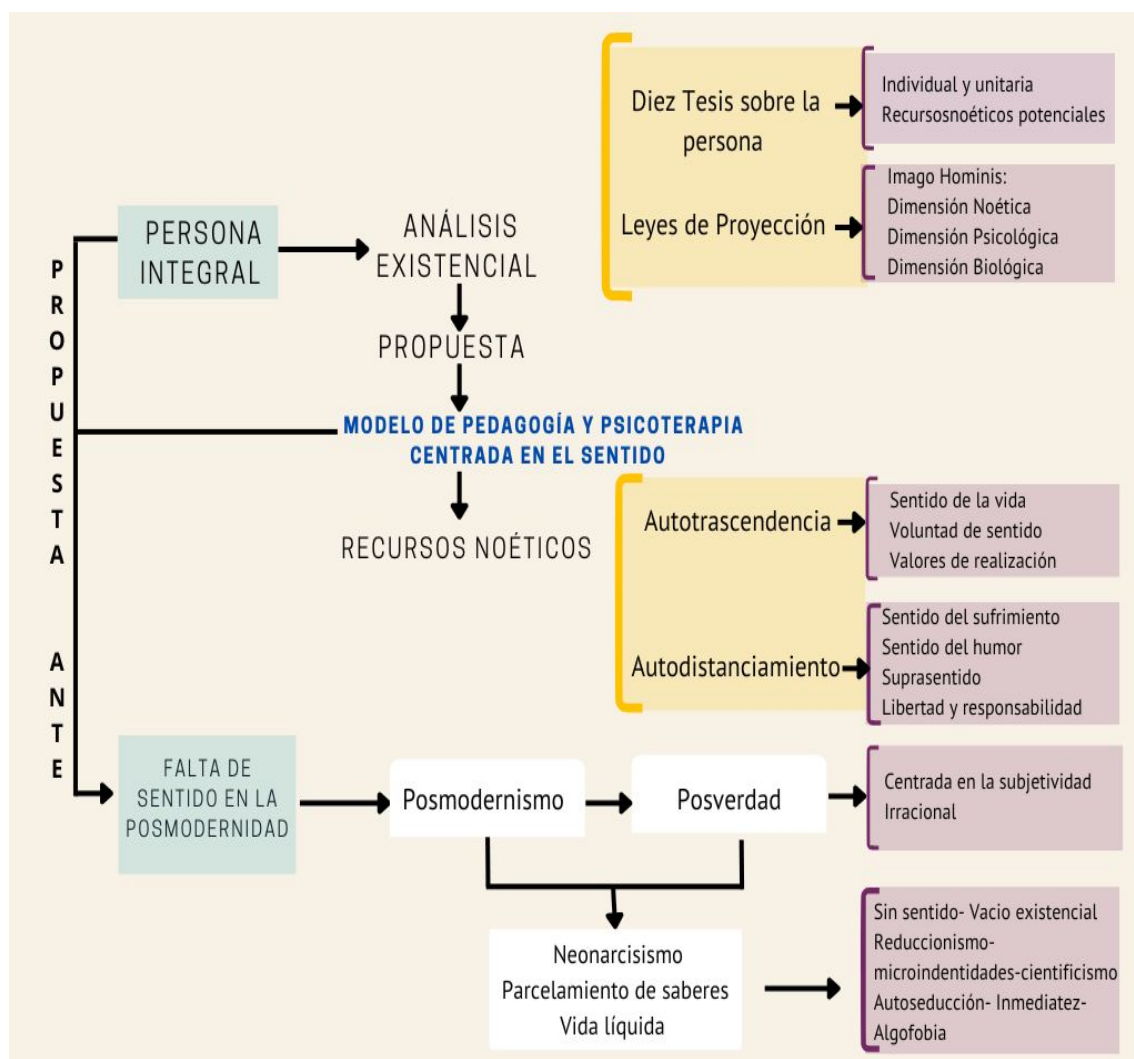 PROPUESTA ANTE
PERSONA
INTEGRAL
ANÁLISIS
EXISTENCIAL
PROPUESTA
MODELO DE PEDAGOGÍA Y PSICOTERAPIA
CENTRADA EN EL SENTIDO
RECURSOS NOÉTICOS
Diez Tesis sobre la
persona
Individual y unitaria
Recursosnoéticos potenciales
Leyes de Proyección
Imago Hominis:
Dimensión Noética
Dimensión Psicológica
Dimensión Biológica
Autotrascendencia
Sentido de la vida
Voluntad de sentido
Valores de realización
Autodistanciamiento
Sentido del sufrimiento
Sentido del humor
Suprasentido
Libertad y responsabilidad
FALTA DE
SENTIDO EN LA
POSMODERNIDAD
Posmodernismo
Posverdad
Centrada en la subjetividad
Irracional
Neonarcisismo
Parcelamiento de saberes
Vida líquida
Sin sentido- Vacio existencial
Reduccionismo-
microindentidades-cientificismo
Autoseducción- Inmediatez-
Algofobia